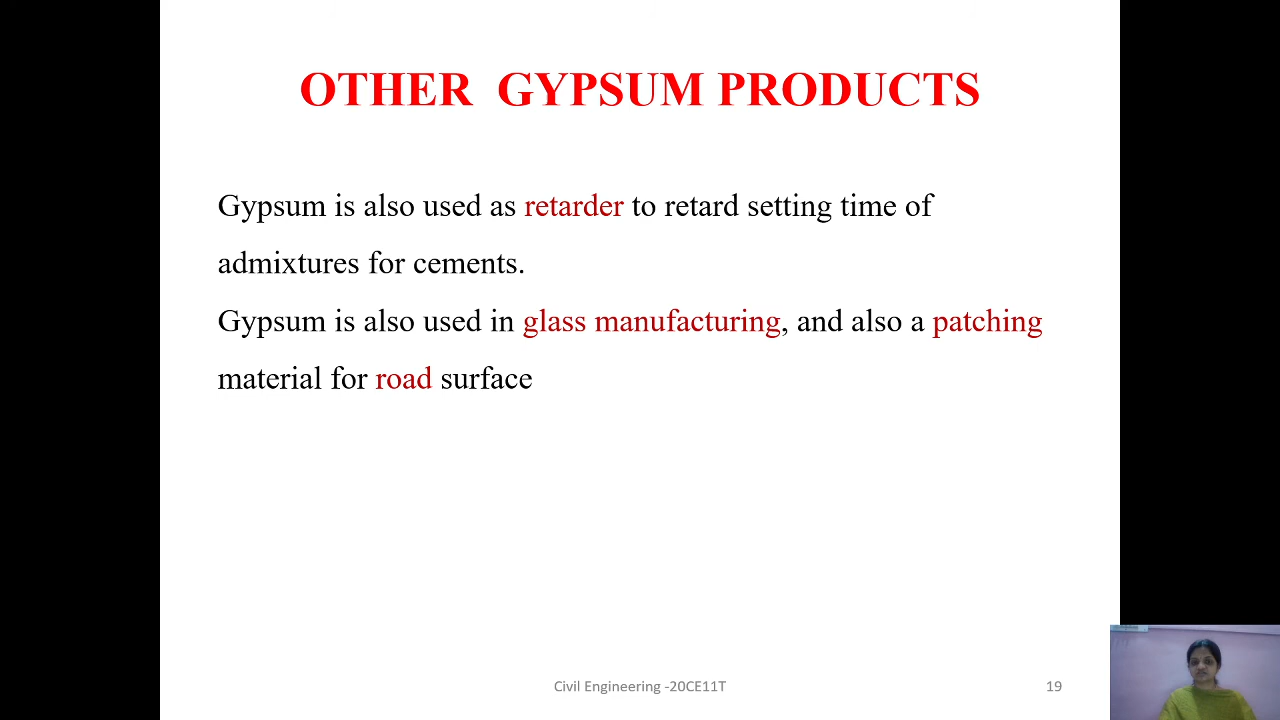 OTHER GYPSUM PRODUCTS
Gypsum is also used as retarder to retard setting time of
admixtures for cements.
Gypsum is also used in glass manufacturing, and also a patching
material for road surface
Civil Engineering -20CE11T
19